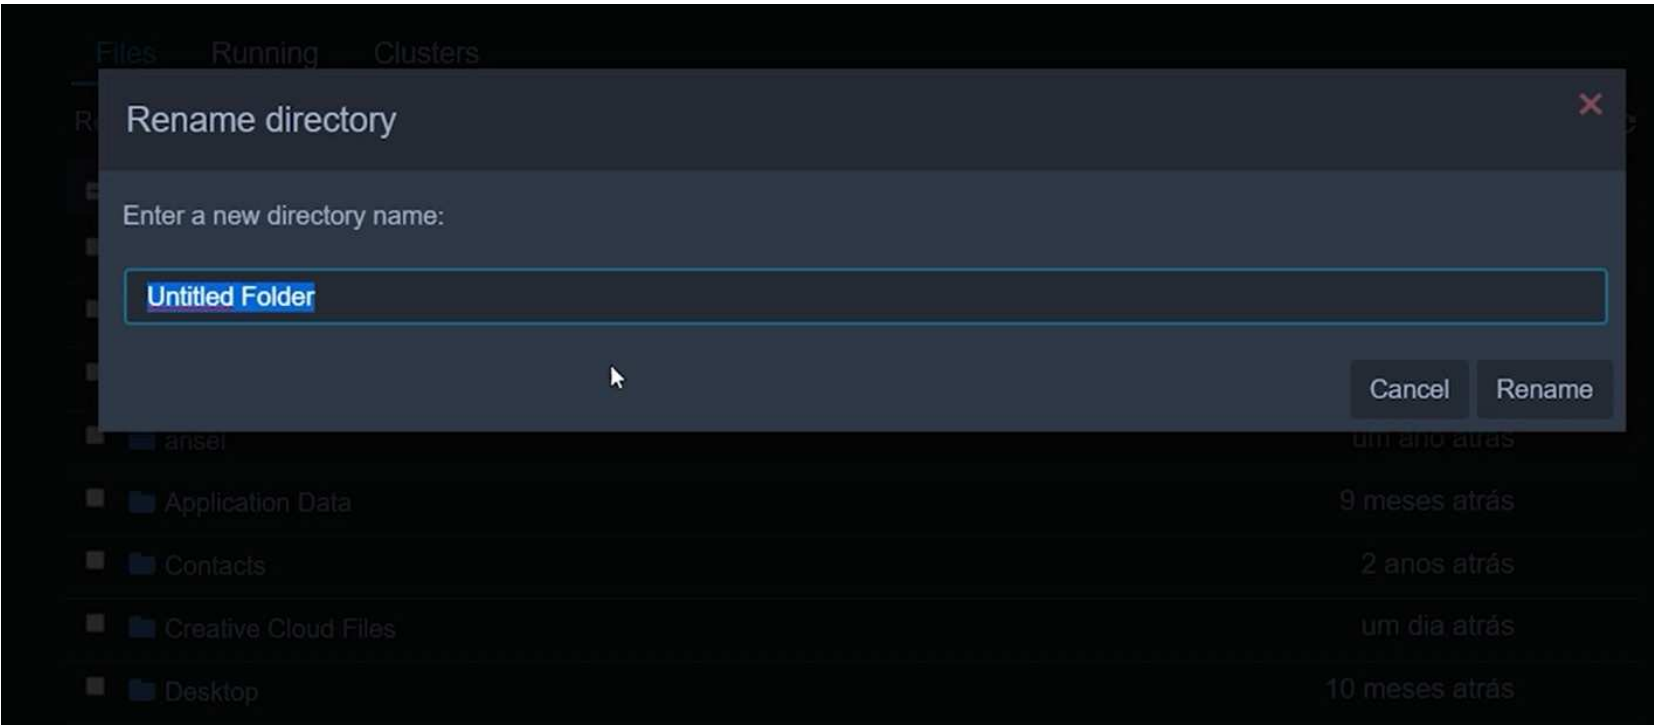 Files Running Clusters
Rename directory
Enter a new directory name:
Untitled Folder
Cancel Rename
ansel um ano atrás
Application Data 9 meses atrás
Contacts 2 anos atrás
Creative Cloud Files um dia atrás
Desktop 10 meses atrás